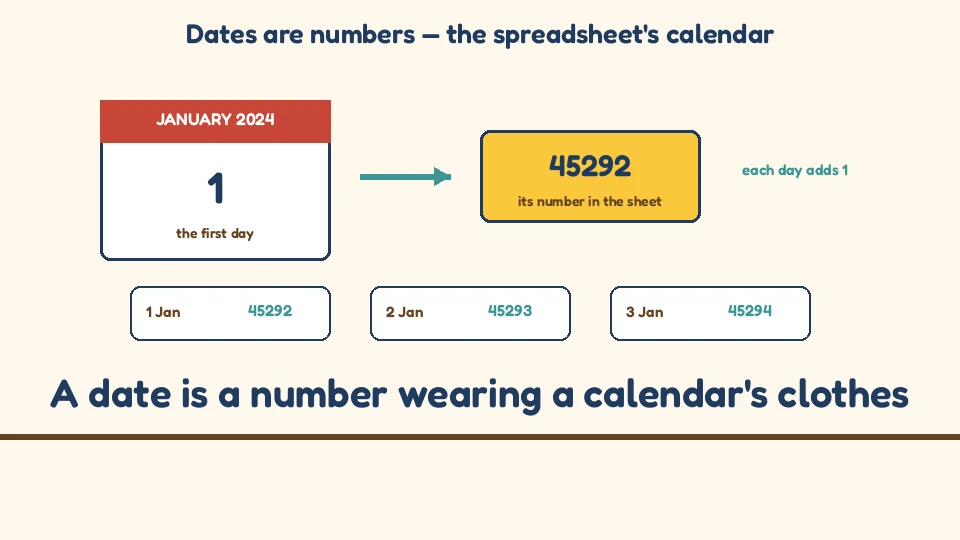 Dates are numbers — the spreadsheet's calendar
JANUARY 2024
1
the first day
45292
its number in the sheet
each day adds 1
1 Jan 45292
2 Jan 45293
3 Jan 45294
A date is a number wearing a calendar's clothes